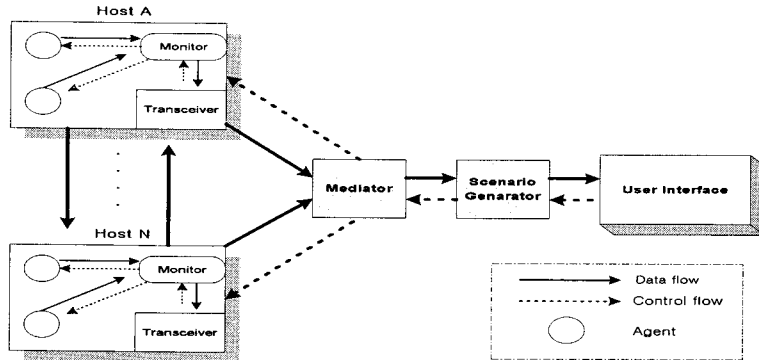 Host A
Monitor
Transceiver
Mediator
Scenario
Genarator
User Interface
Host N
Monitor
Transceiver
Data flow
Control flow
Agent